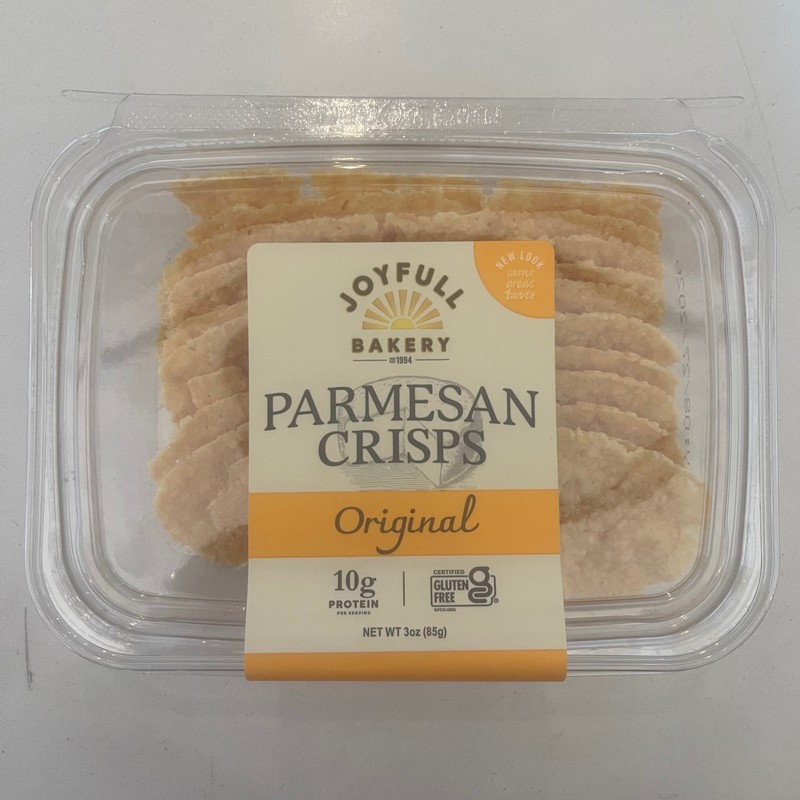 NEW LOOK
same
great
taste
JOYFULL
BAKERY
EST 1994
PARMESAN
CRISPS
Original
10g
PROTEIN
PER SERVING
CERTIFIED
GLUTEN
FREE
NET WT 3oz (85g)